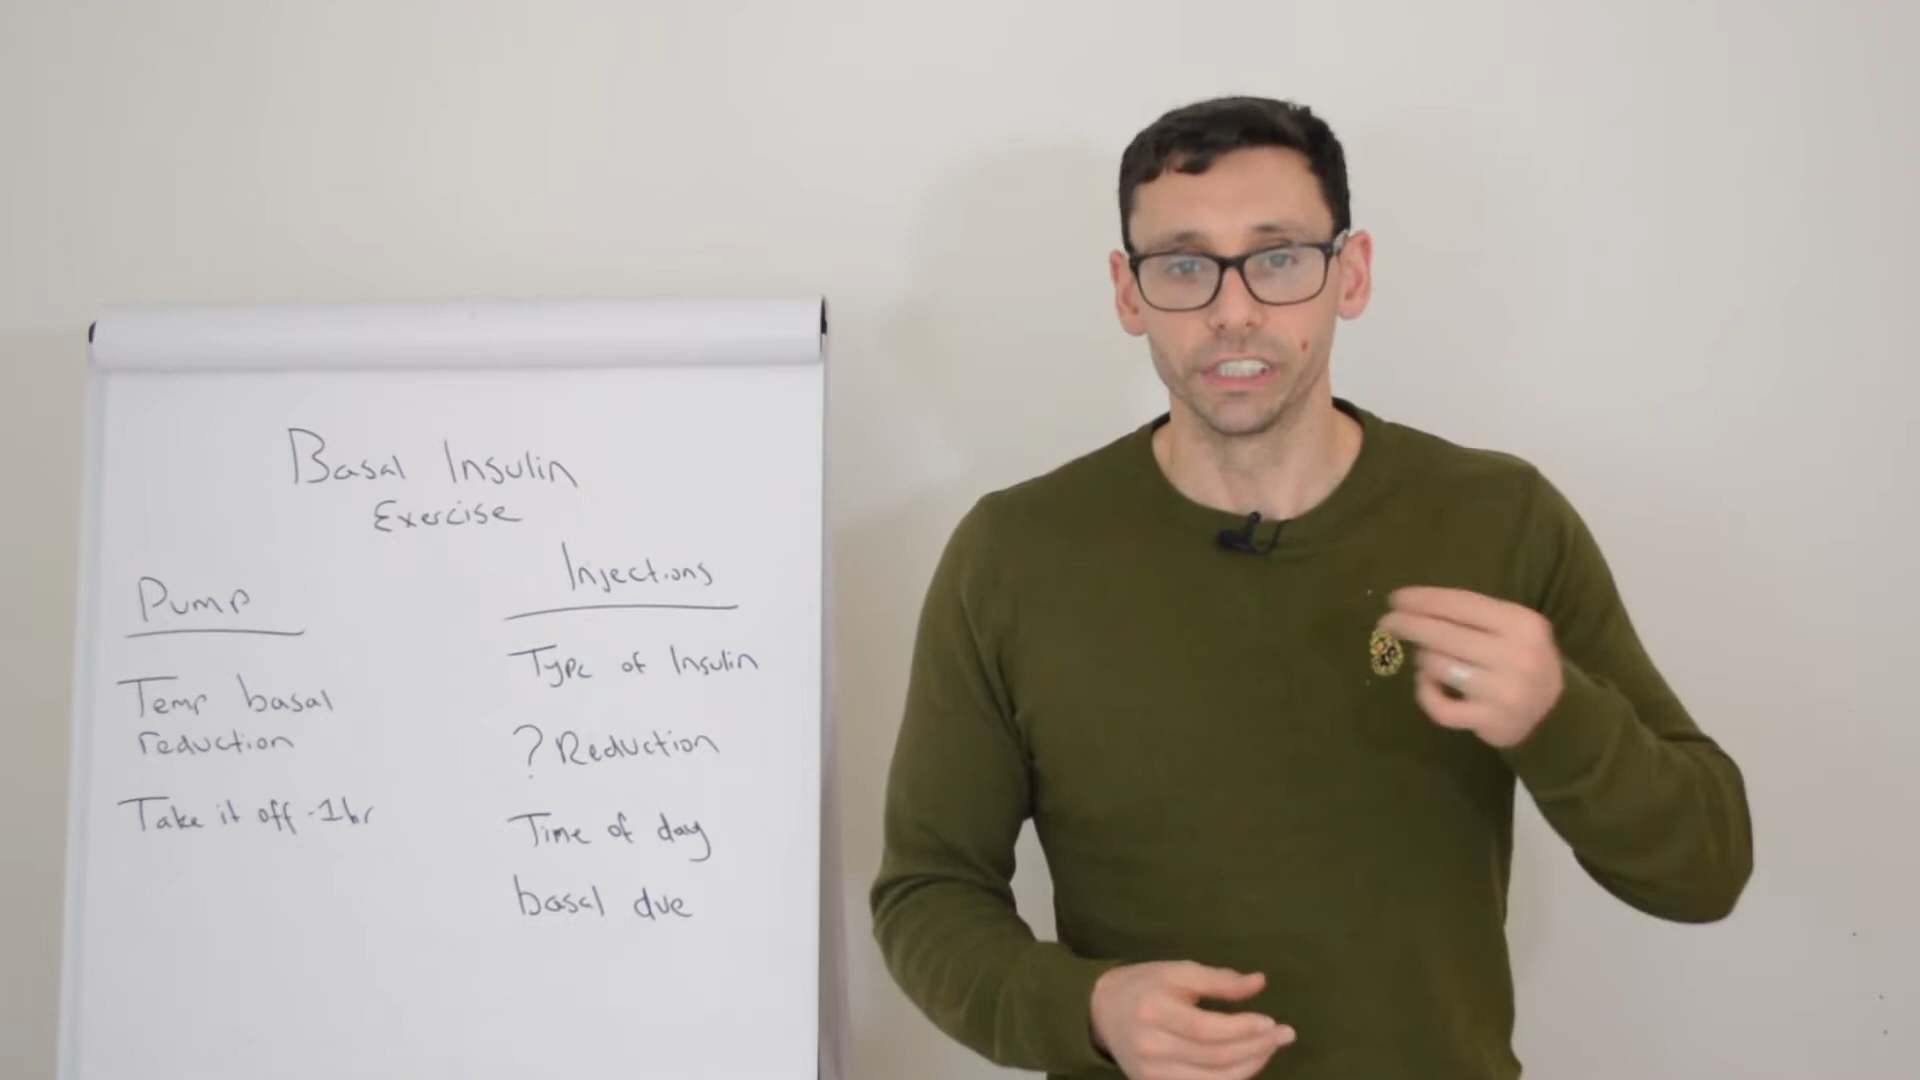 Basal Insulin
Exercise
Pump
Temp basal
reduction
Take it off -1hr
Injections
Type of Insulin
? Reduction
Time of day
basal due